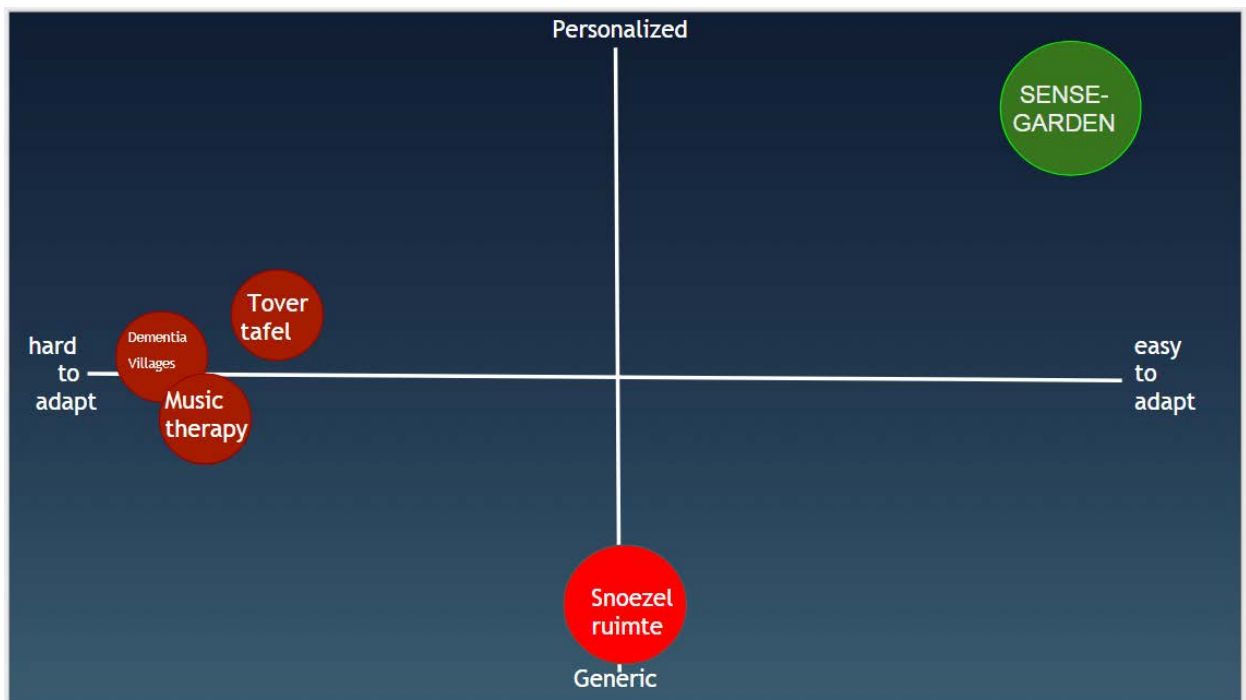 Personalized
SENSE-
GARDEN
Tover
tafel
Dementia
Villages
hard
to
adapt
easy
to
adapt
Music
therapy
Snoezel
ruimte
Generic